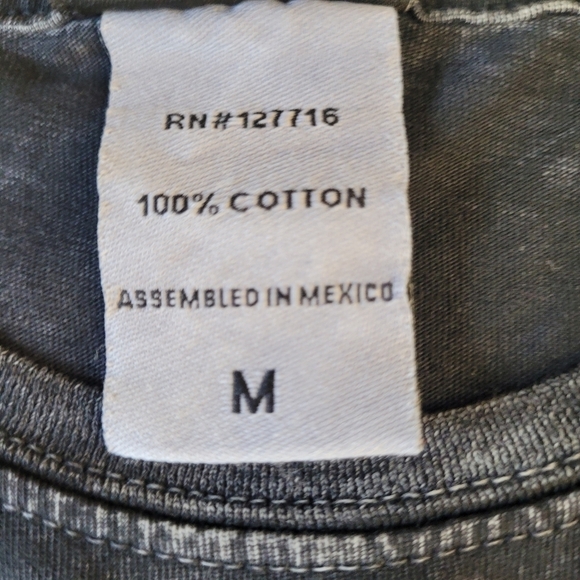 RN#127716
100% COTTON
ASSEMBLED IN MEXICO
M